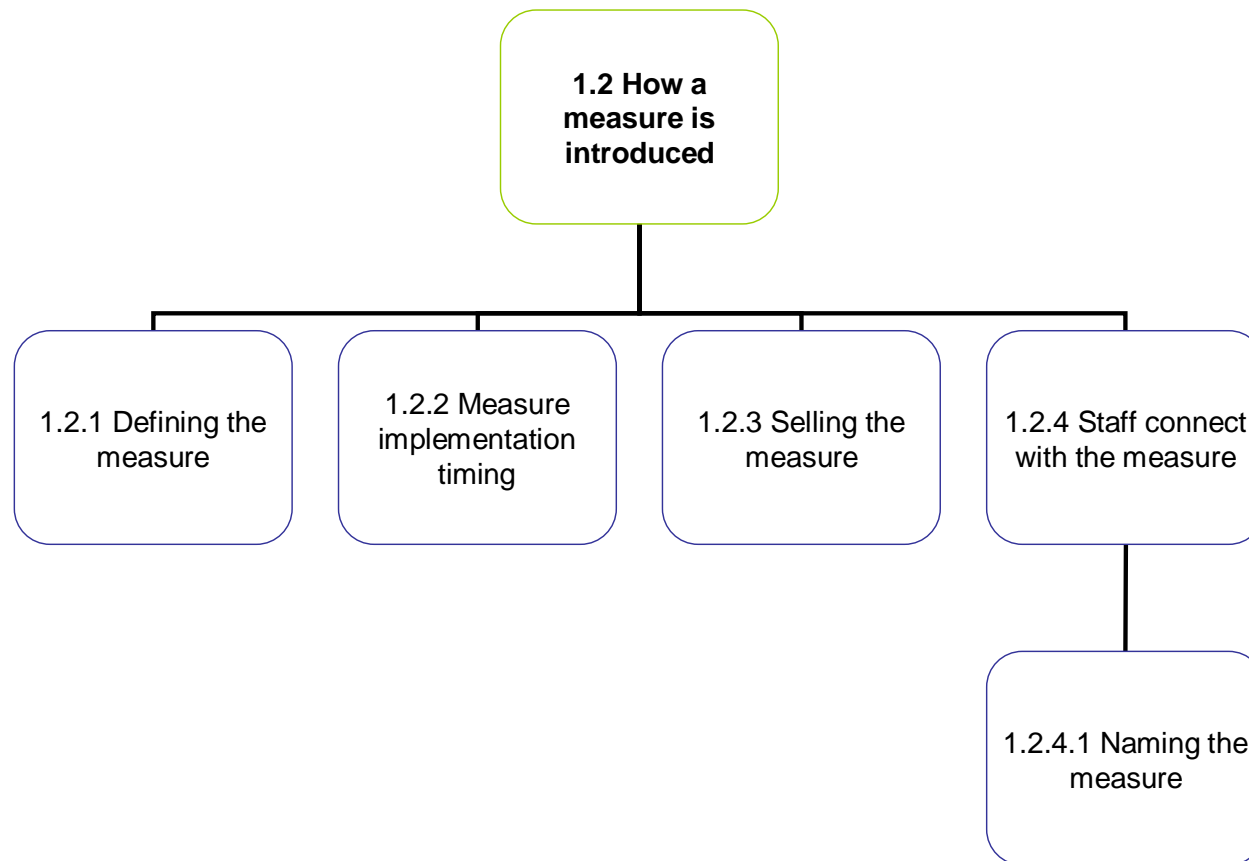 1.2 How a
measure is
introduced
1.2.1 Defining the
measure
1.2.2 Measure
implementation
timing
1.2.3 Selling the
measure
1.2.4 Staff connect
with the measure
1.2.4.1 Naming the
measure